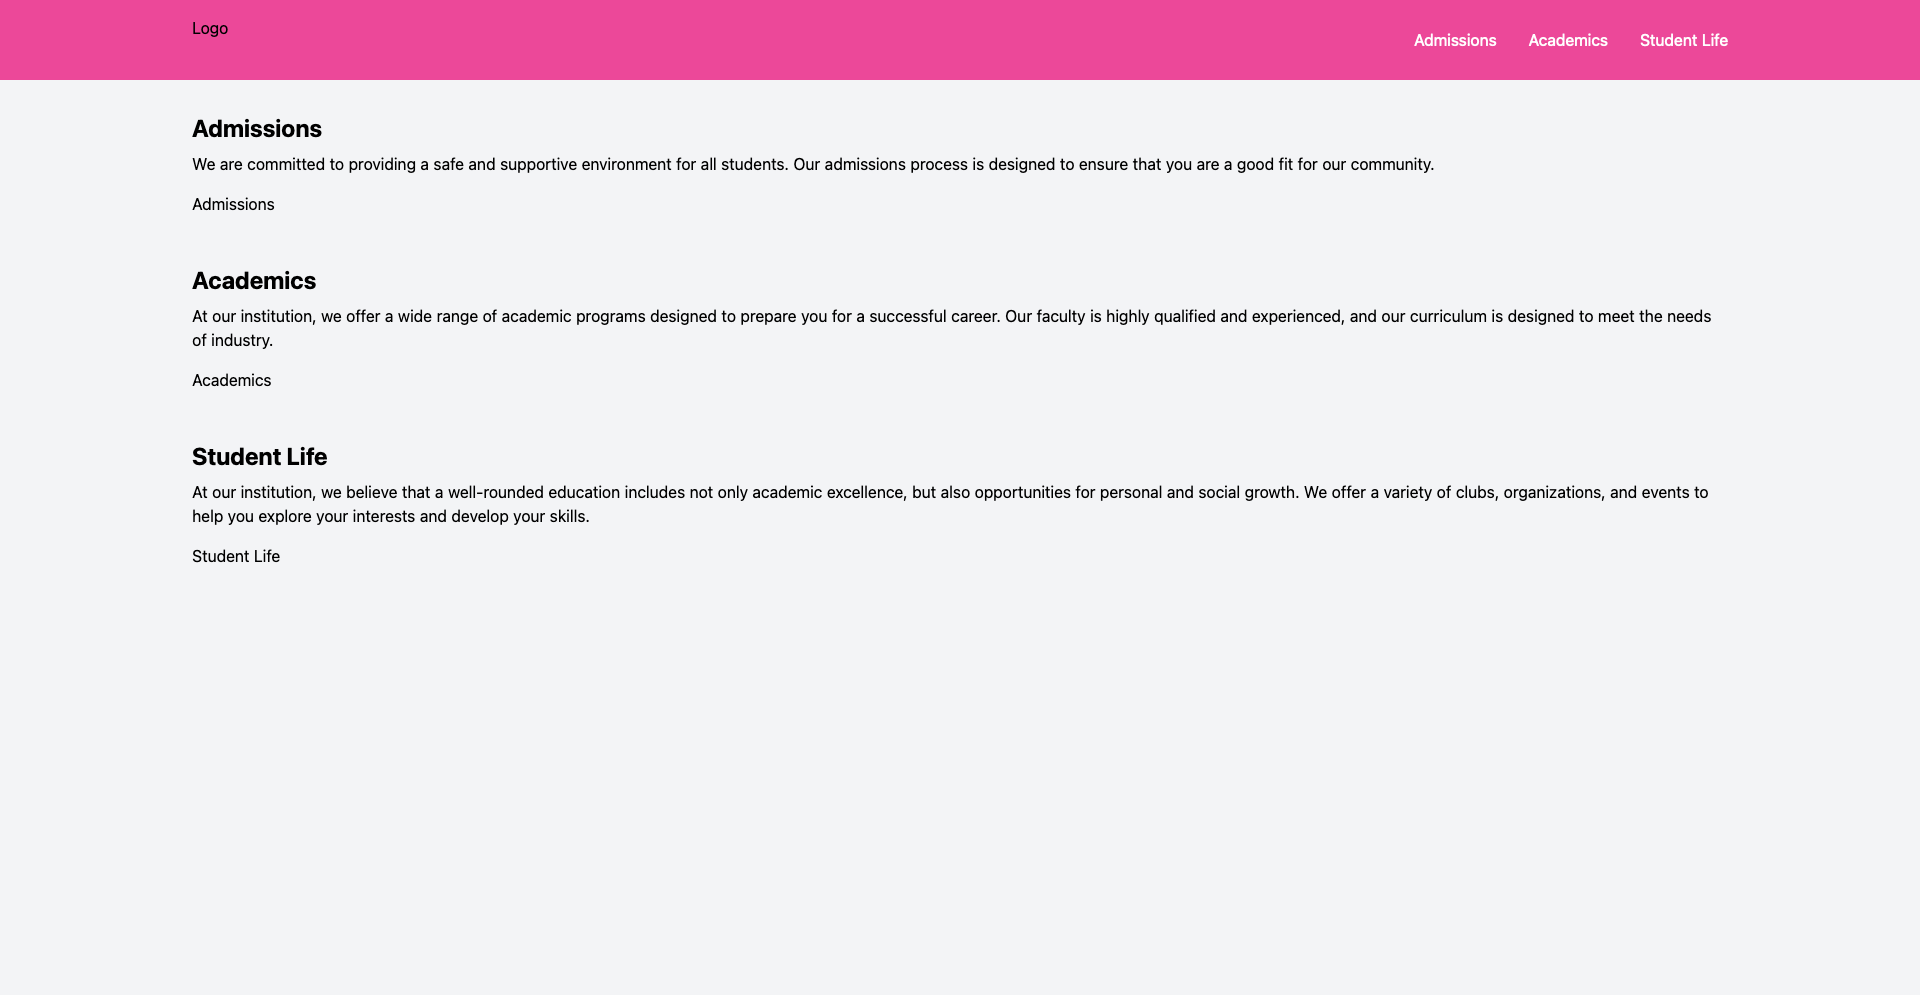 Logo
Admissions Academics Student Life
Admissions
We are committed to providing a safe and supportive environment for all students. Our admissions process is designed to ensure that you are a good fit for our community.
Admissions
Academics
At our institution, we offer a wide range of academic programs designed to prepare you for a successful career. Our faculty is highly qualified and experienced, and our curriculum is designed to meet the needs
of industry.
Academics
Student Life
At our institution, we believe that a well-rounded education includes not only academic excellence, but also opportunities for personal and social growth. We offer a variety of clubs, organizations, and events to
help you explore your interests and develop your skills.
Student Life